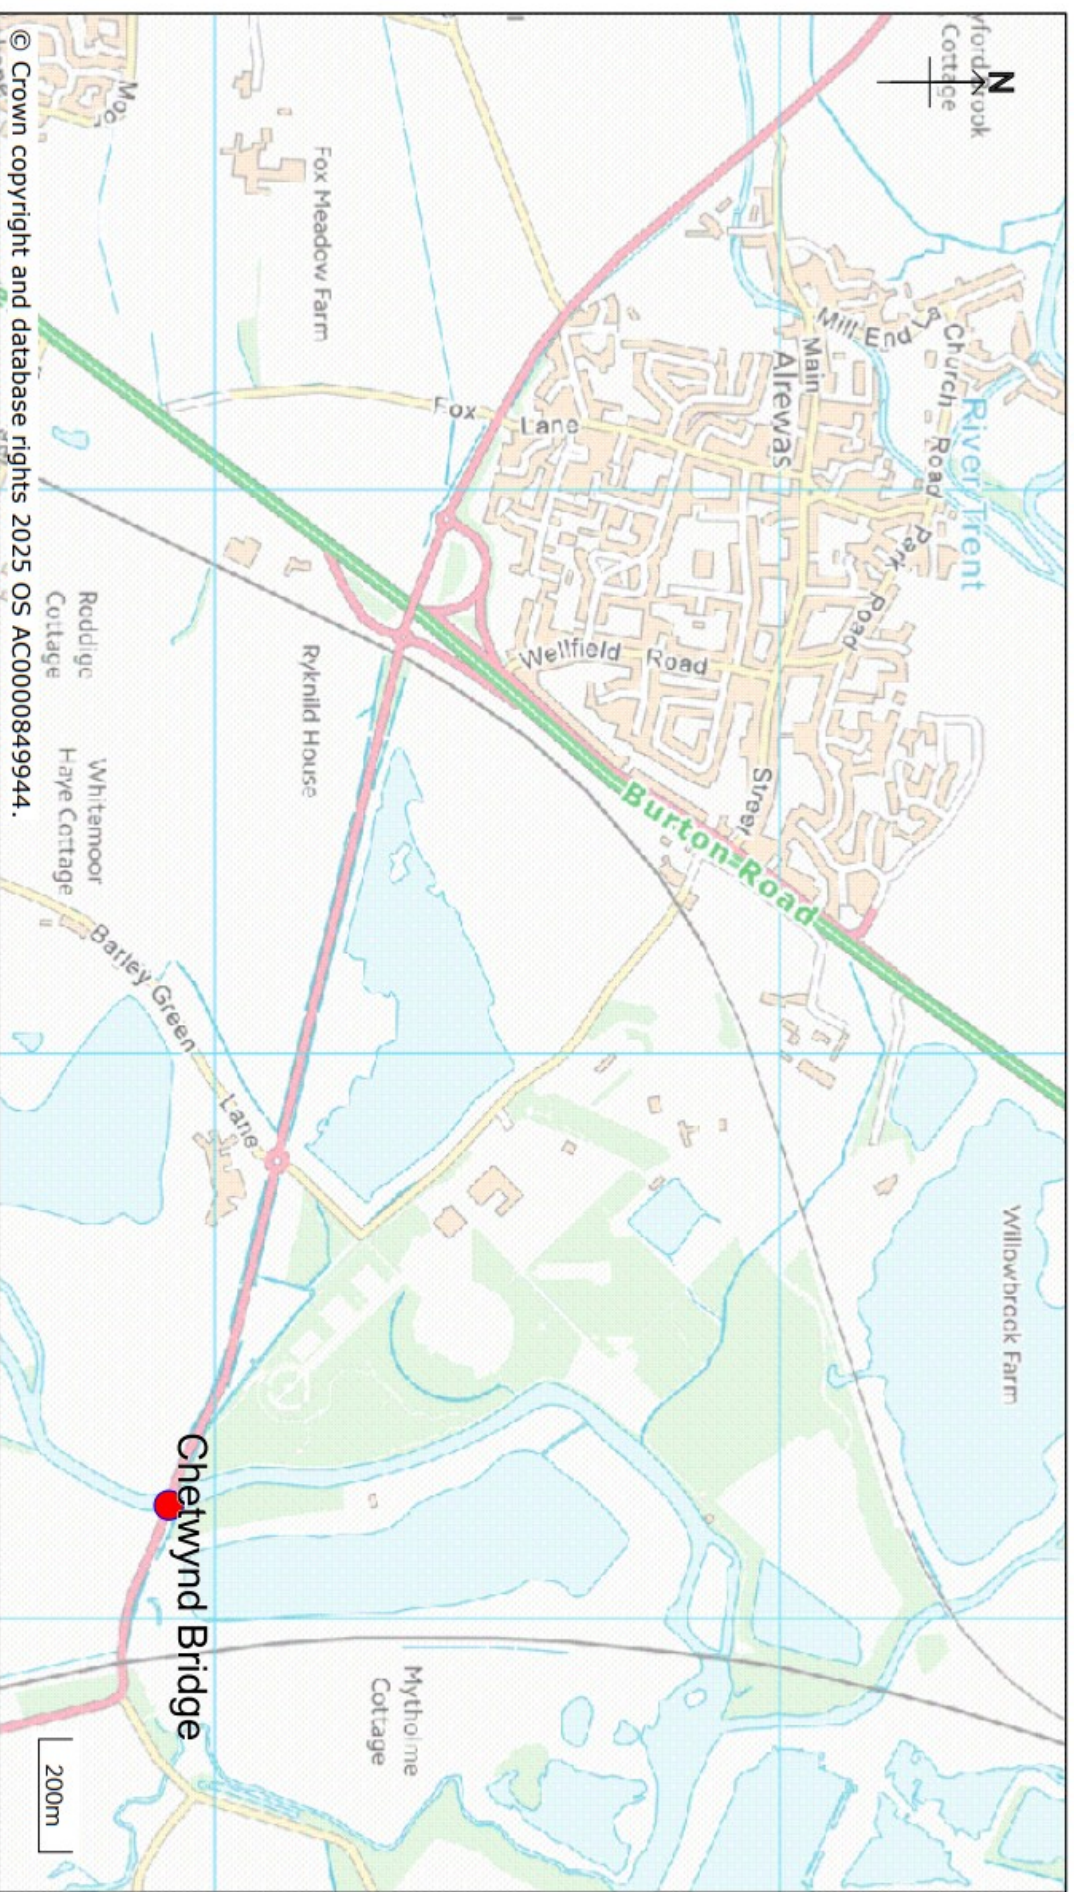 N
Cottage
Mill End La
Church Road
River Trent
Main
Alrewas
Park Road
Fox Meadow Farm
Fox
Lane
Wellfield Road
Street
Burton Road
Willowbrook Farm
Ryknild House
Cottage
Whitemoor
Haye Cottage
Barley Green
Lane
Chetwynd Bridge
Mytholme
Cottage
200m
© Crown copyright and database rights 2025 OS AC0000849944.